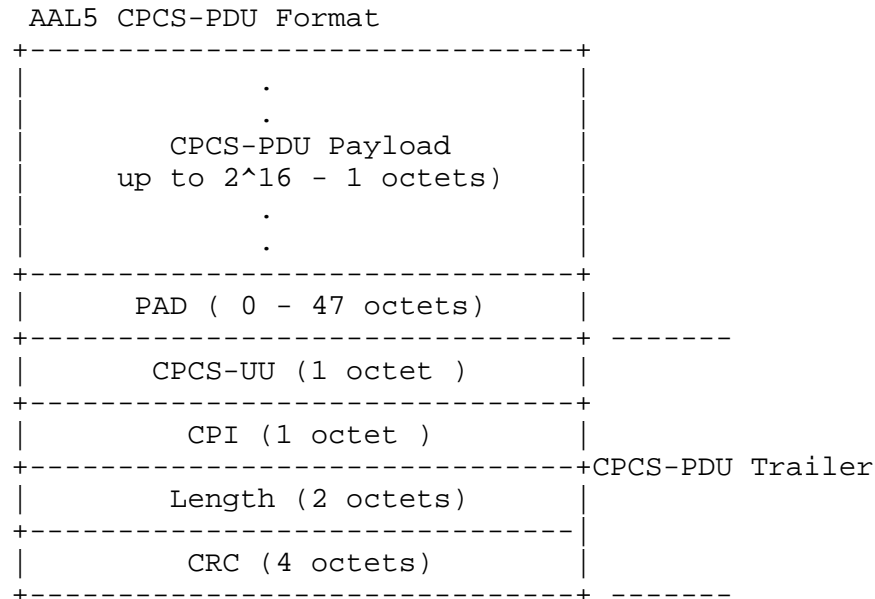 AAL5 CPCS-PDU Format
+-------------------------------+
|               .               |
|               .               |
|        CPCS-PDU Payload       |
|     up to 2^16 - 1 octets)    |
|               .               |
|               .               |
+-------------------------------+
|      PAD ( 0 - 47 octets)     |
+-------------------------------+ -------
|       CPCS-UU (1 octet )      |
+-------------------------------+
|         CPI (1 octet )        |
+-------------------------------+CPCS-PDU Trailer
|        Length (2 octets)      |
+-------------------------------|
|         CRC (4 octets)        |
+-------------------------------+ -------